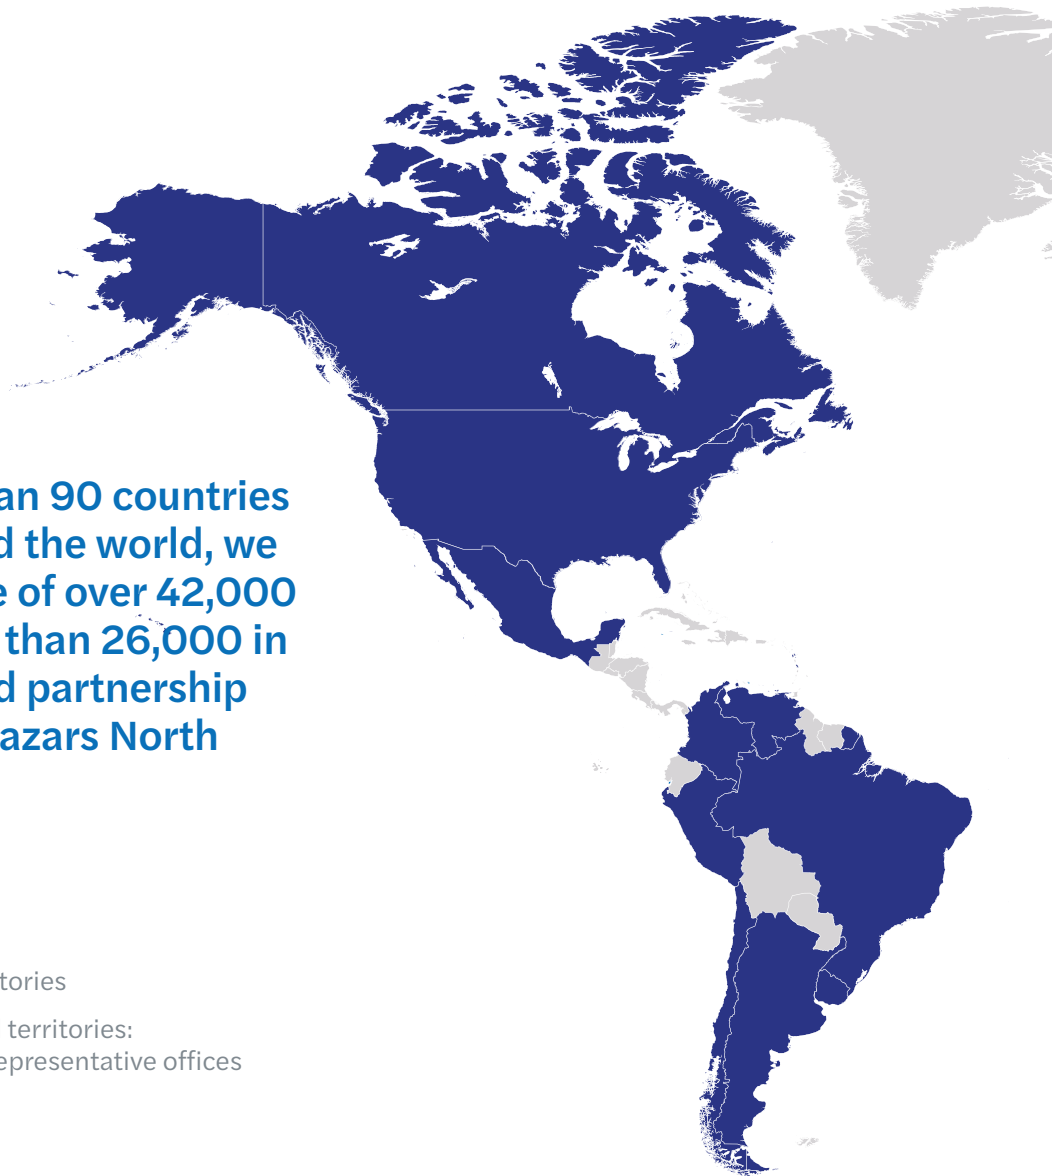 an 90 countries
d the world, we
e of over 42,000
than 26,000 in
d partnership
azars North
tories
territories:
epresentative offices